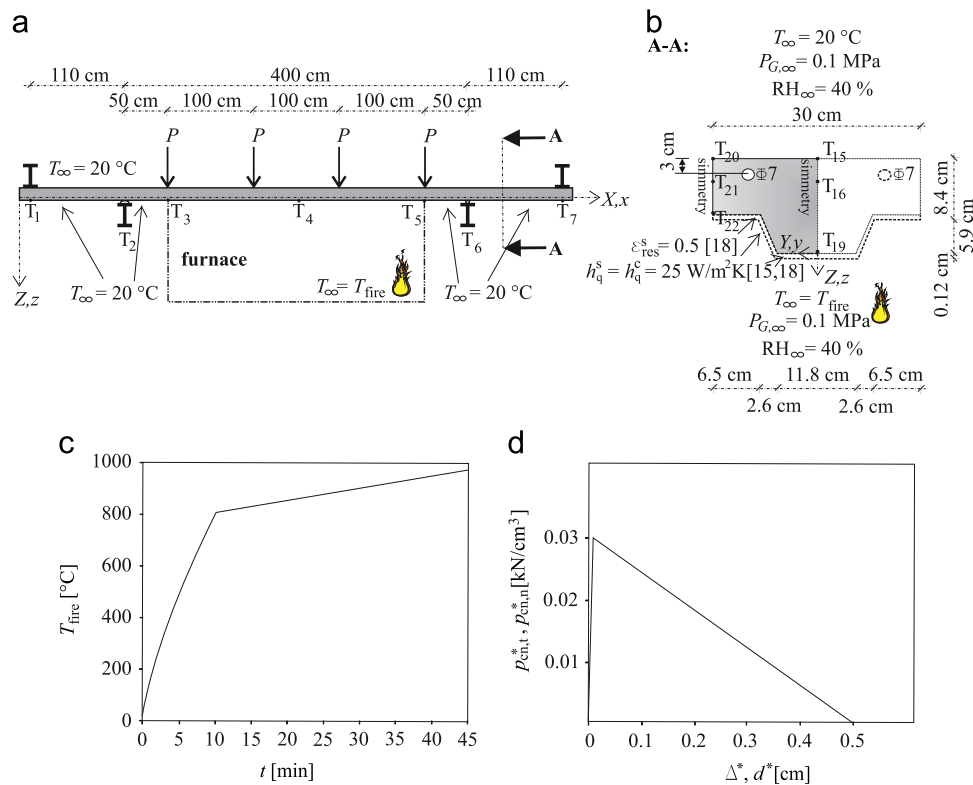 a
110 cm 400 cm 110 cm
50 cm 100 cm 100 cm 100 cm 50 cm
P P P P A
T∞ = 20 °C
X,x
T1 T3 T4 T5 T7
T2 T6
A
furnace
T∞ = 20 °C T∞ = Tfire T∞ = 20 °C
Z,z
b
A-A:
T∞ = 20 °C
PG,∞ = 0.1 MPa
RH∞ = 40 %
30 cm
3 cm
T20 T15
symmetry symmetry
Φ7 Φ7
T21 T16
T22
8.4 cm
5.9 cm
0.12 cm
εsres = 0.5 [18]
Y,y
T19
hsq = hcq = 25 W/m2K[15,18]
Z,z
T∞ = Tfire
PG,∞ = 0.1 MPa
RH∞ = 40 %
6.5 cm 11.8 cm 6.5 cm
2.6 cm 2.6 cm
c
Tfire [°C]
1000
800
600
400
200
0
0 5 10 15 20 25 30 35 40 45
t [min]
d
p*cn,t , p*cn,n [kN/cm3]
0.03
0.02
0.01
0 0.1 0.2 0.3 0.4 0.5
Δ*, d* [cm]